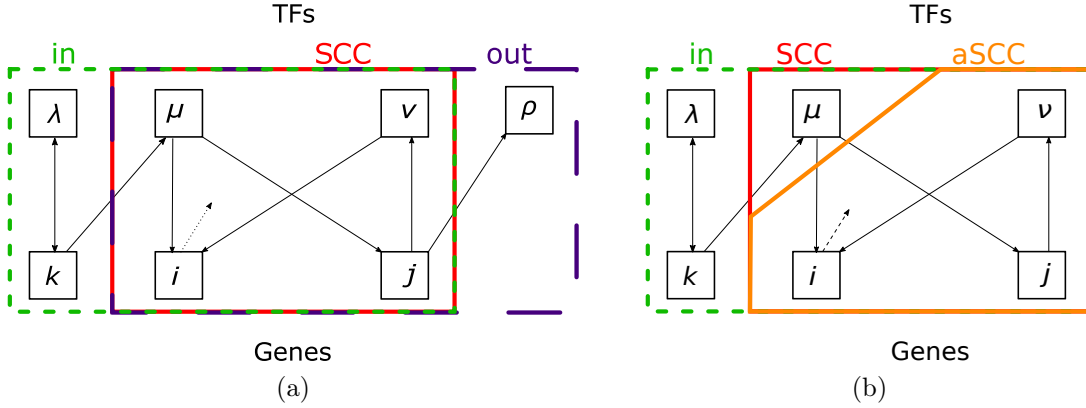 TFs
in SCC out
λ μ v ρ
k i j
Genes
(a)
TFs
in SCC aSCC
λ μ ν
k i j
Genes
(b)